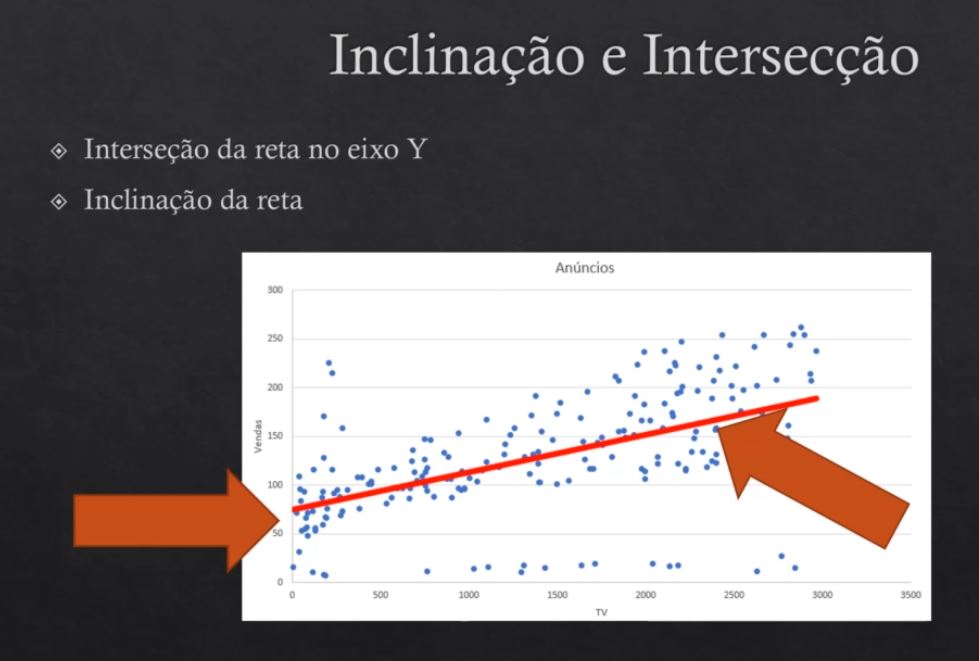 Inclinação e Intersecção
Interseção da reta no eixo Y
Inclinação da reta
Anúncios
300
250
200
150
100
50
0
Vendas
0 500 1000 1500 2000 2500 3000 3500
TV